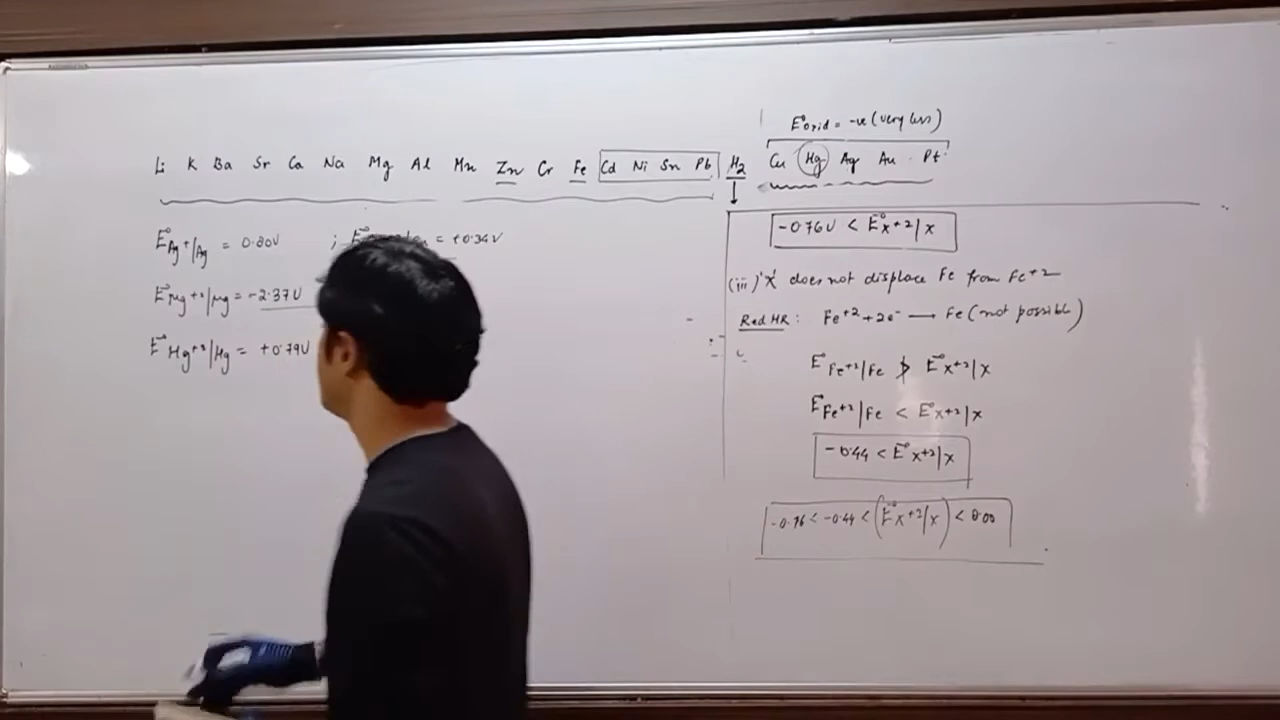 E°oxid = -ve (very less)
Li K Ba Sr Ca Na Mg Al Mn Zn Cr Fe Cd Ni Sn Pb H₂ Cu Hg Ag Au Pt
E°Ag⁺/Ag = 0.80V ; = +0.34V
E°Mg⁺²/Mg = -2.37V
E°Hg⁺²/Hg = +0.79V
-0.76V < E°x⁺²/x
(iii) 'x' does not displace Fe from Fe⁺²
Red HR : Fe⁺² + 2e⁻ → Fe (not possible)
E°Fe⁺²/Fe ≯ E°x⁺²/x
E°Fe⁺²/Fe < E°x⁺²/x
-0.44 < E°x⁺²/x
-0.76 < -0.44 < (E°x⁺²/x) < 0.00